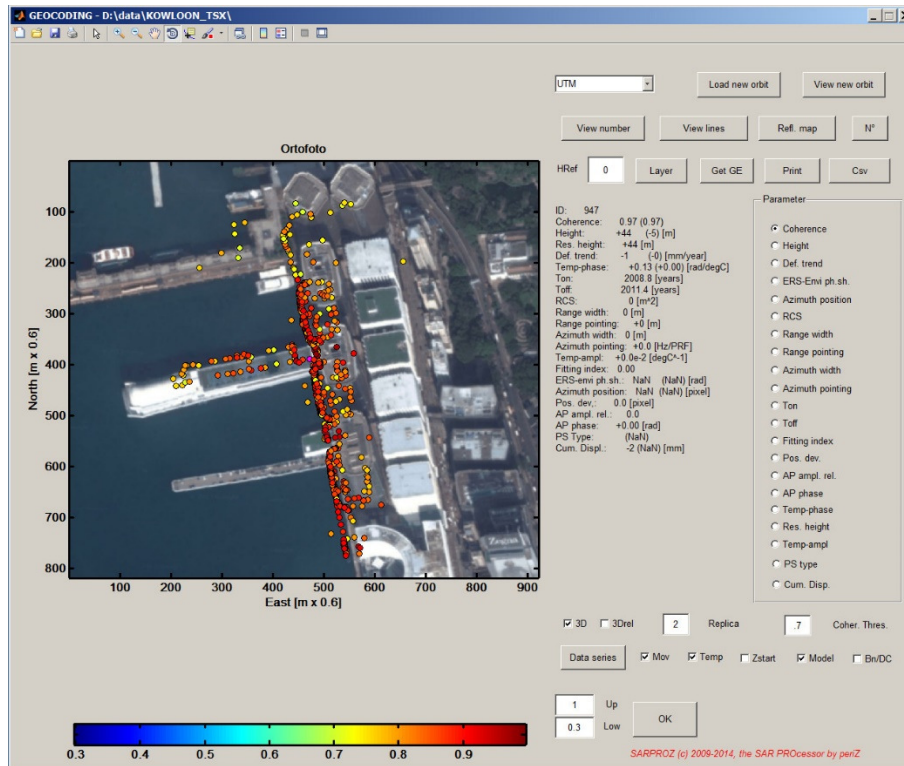 GEOCODING - D:\data\KOWLOON_TSX\
UTM
Load new orbit
View new orbit
View number
View lines
Refl. map
N°
HRef
0
Layer
Get GE
Print
Csv
Ortofoto
North [m x 0.6]
100
200
300
400
500
600
700
800
100 200 300 400 500 600 700 800 900
East [m x 0.6]
0.3 0.4 0.5 0.6 0.7 0.8 0.9
ID: 947
Coherence: 0.97 (0.97)
Height: +44 (-5) [m]
Res. height: +44 [m]
Def. trend: -1 (-0) [mm/year]
Temp-phase: +0.13 (+0.00) [rad/degC]
Ton: 2008.8 [years]
Toff: 2011.4 [years]
RCS: 0 [m^2]
Range width: 0 [m]
Range pointing: +0 [m]
Azimuth width: 0 [m]
Azimuth pointing: +0.0 [Hz/PRF]
Temp-ampl: +0.0e-2 [degC^-1]
Fitting index: 0.00
ERS-envi ph.sh.: NaN (NaN) [rad]
Azimuth position: NaN (NaN) [pixel]
Pos. dev.: 0.0 [pixel]
AP ampl. rel.: 0.0
AP phase: +0.00 [rad]
PS Type: (NaN)
Cum. Displ.: -2 (NaN) [mm]
Parameter
Coherence
Height
Def. trend
ERS-Envi ph.sh.
Azimuth position
RCS
Range width
Range pointing
Azimuth width
Azimuth pointing
Ton
Toff
Fitting index
Pos. dev.
AP ampl. rel.
AP phase
Temp-phase
Res. height
Temp-ampl
PS type
Cum. Disp.
3D
3Drel
2
Replica
.7
Coher. Thres.
Data series
Mov
Temp
Zstart
Model
Bn/DC
1
Up
0.3
Low
OK
SARPROZ (c) 2009-2014, the SAR PROcessor by periZ